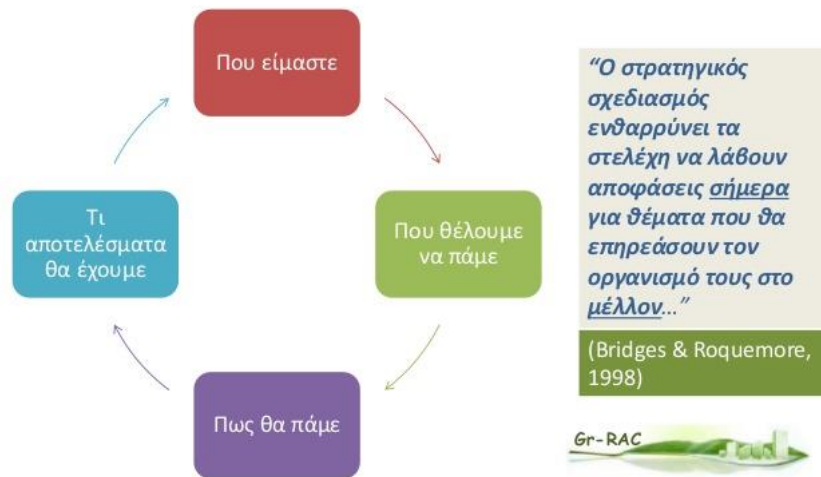 Που είμαστε
Που θέλουμε
να πάμε
Πως θα πάμε
Τι
αποτελέσματα
θα έχουμε
“Ο στρατηγικός
σχεδιασμός
ενθαρρύνει τα
στελέχη να λάβουν
αποφάσεις σήμερα
για θέματα που θα
επηρεάσουν τον
οργανισμό τους στο
μέλλον…”
(Bridges & Roquemore,
1998)
Gr-RAC